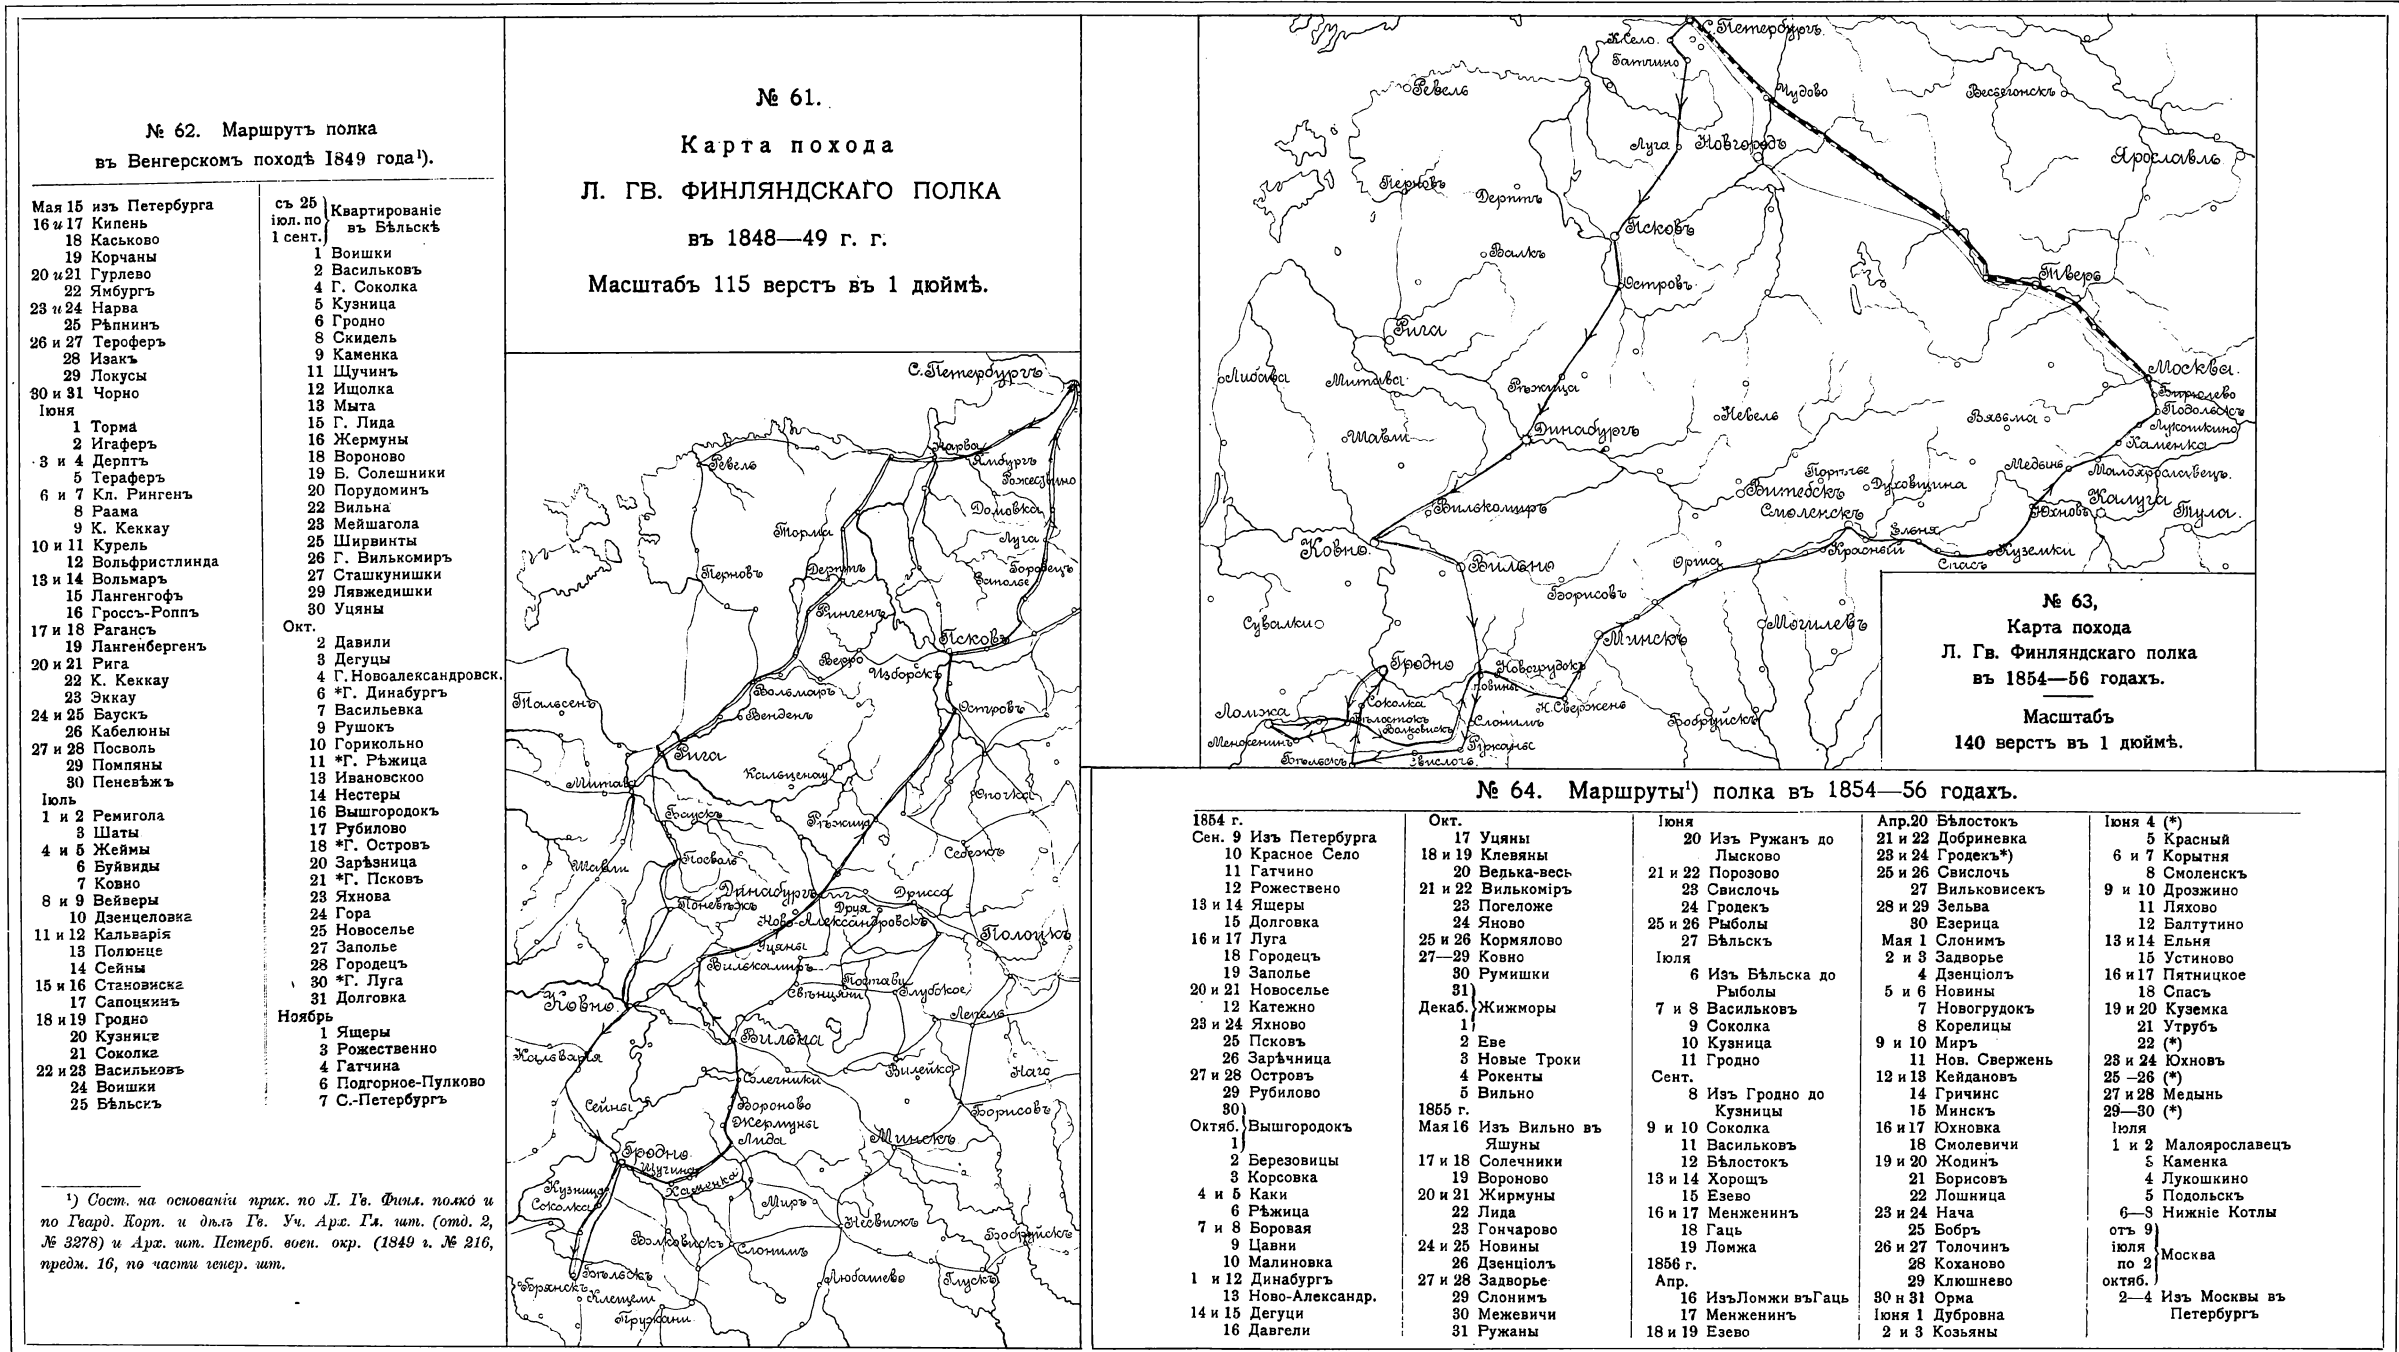 № 62. Маршрутъ полка
въ Венгерскомъ походѣ 1849 года¹).
Мая 15 изъ Петербурга
16 и 17 Кипень
18 Каськово
19 Корчаны
20 и 21 Гурлево
22 Ямбургъ
23 и 24 Нарва
25 Рѣпнинъ
26 и 27 Тероферъ
28 Изакъ
29 Локусы
30 и 31 Чорно
Іюня
1 Торма
2 Игаферъ
3 и 4 Дерптъ
5 Тераферъ
6 и 7 Кл. Рингенъ
8 Раама
9 К. Кеккау
10 и 11 Курель
12 Вольфристлинда
13 и 14 Вольмаръ
15 Лангенгофъ
16 Гроссъ-Роппъ
17 и 18 Рагансъ
19 Лангенбергенъ
20 и 21 Рига
22 К. Кеккау
23 Эккау
24 и 25 Баускъ
26 Кабелюны
27 и 28 Посволь
29 Помпяны
30 Пеневѣжъ
Іюль
1 и 2 Ремигола
3 Шаты
4 и 5 Жеймы
6 Буйвиды
7 Ковно
8 и 9 Вейверы
10 Дзенцеловка
11 и 12 Кальварія
13 Полюнце
14 Сейны
15 и 16 Становиска
17 Сапоцкинъ
18 и 19 Гродно
20 Кузнице
21 Соколка
22 и 23 Васильковъ
24 Воишки
25 Бѣльскъ
съ 25
іюл. по
1 сент.
Квартированіе
въ Бѣльскѣ
1 Воишки
2 Васильковъ
4 Г. Соколка
5 Кузница
6 Гродно
8 Скидель
9 Каменка
11 Щучинъ
12 Ищолка
13 Мыта
15 Г. Лида
16 Жермуны
18 Вороново
19 Б. Солешники
20 Порудоминъ
22 Вильна
23 Мейшагола
25 Ширвинты
26 Г. Вилькомиръ
27 Сташкунишки
29 Лявжедишки
30 Уцяны
Окт.
2 Давили
3 Дегуцы
4 Г.Новоалександровск.
6 *Г. Динабургъ
7 Васильевка
9 Рушокъ
10 Горикольно
11 *Г. Рѣжица
13 Ивановскоо
14 Нестеры
16 Вышгородокъ
17 Рубилово
18 *Г. Островъ
20 Зарѣзница
21 *Г. Псковъ
23 Яхнова
24 Гора
25 Новоселье
27 Заполье
28 Городецъ
30 *Г. Луга
31 Долговка
Ноябрь
1 Ящеры
3 Рожественно
4 Гатчина
6 Подгорное-Пулково
7 С.-Петербургъ
¹) Сост. на основаніи прик. по Л. Гв. Финл. полкó и
по Гвард. Корп. и дѣлъ Гв. Уч. Арх. Гл. шт. (отд. 2,
№ 3278) и Арх. шт. Петерб. воен. окр. (1849 г. № 216,
предм. 16, по части генер. шт.
№ 61.
Карта похода
Л. ГВ. ФИНЛЯНДСКАГО ПОЛКА
въ 1848—49 г. г.
Масштабъ 115 верстъ въ 1 дюймѣ.
С. Петербургъ
Нарва
Ревель
Ямбургъ
Рожествино
Домовка
Луга
Торма
Дерптъ
Городецъ
Заполье
Перновъ
Рингенъ
Псковъ
Верро
Изборскъ
Вольмаръ
Тальсенъ
Венденъ
Островъ
Рига
Митава
Кальценау
Опочка
Баускъ
Рѣжица
Шавли
Посволь
Себежъ
Динабургъ
Дрисса
Поневѣжъ
Друя
Ново-Александровскъ
Полоцкъ
Уцяны
Вилькамиръ
Поставы
Ковно
Свѣнцяни
Глубокое
Лепель
Вильна
Кальварія
Солечники
Вилейка
Наго
Сейны
Вороново
Жермуны
Лида
Борисовъ
Минскъ
Гродно
Щучинъ
Каменка
Кузница
Соколка
Миръ
Несвижъ
Волковискъ
Слонимъ
Бобруйскъ
Бѣльскъ
Брянскъ
Клещели
Любашево
Глускъ
Пружани
С. Петербургъ
К. Село
Гатчино
Чудово
Ревель
Весьегонскъ
Луга
Новгородъ
Ярославль
Перновъ
Дерптъ
Псковъ
Валкъ
Островъ
Тверь
Рига
Либава
Митава
Рѣжица
Москва
Бирюлево
Подольскъ
Лукошкино
Каменка
Невель
Вязьма
Шавли
Динабургъ
Медынь
Малоярославецъ
Порѣчье
Витебскъ
Духовщина
Калуга
Вилькомиръ
Смоленскъ
Юхновъ
Тула
Ельня
Ковно
Красный
Куземки
Спасъ
Вильно
Орша
Борисовъ
Сувалки
Могилевъ
Минскъ
Гродно
Новогрудокъ
Новины
Соколка
Н. Свержень
Ломжа
Бѣлостокъ
Слонимъ
Бобруйскъ
Волковискъ
Менженинъ
Ружаны
Бѣльскъ
Свислочь
№ 63,
Карта похода
Л. Гв. Финляндскаго полка
въ 1854—56 годахъ.
Масштабъ
140 верстъ въ 1 дюймѣ.
№ 64. Маршруты¹) полка въ 1854—56 годахъ.
1854 г.
Сен. 9 Изъ Петербурга
10 Красное Село
11 Гатчино
12 Рожествено
13 и 14 Ящеры
15 Долговка
16 и 17 Луга
18 Городецъ
19 Заполье
20 и 21 Новоселье
12 Катежно
23 и 24 Яхново
25 Псковъ
26 Зарѣчница
27 и 28 Островъ
29 Рубилово
30
Октяб. Вышгородокъ
1
2 Березовицы
3 Корсовка
4 и 5 Каки
6 Рѣжица
7 и 8 Боровая
9 Цавни
10 Малиновка
1 и 12 Динабургъ
13 Ново-Александр.
14 и 15 Дегуци
16 Давгели
Окт.
17 Уцяны
18 и 19 Клевяны
20 Ведька-весь
21 и 22 Вилькоміръ
23 Погеложе
24 Яново
25 и 26 Кормялово
27—29 Ковно
30 Румишки
31
Декаб. Жижморы
1
2 Еве
3 Новые Троки
4 Рокенты
5 Вильно
1855 г.
Мая 16 Изъ Вильно въ
Яшуны
17 и 18 Солечники
19 Вороново
20 и 21 Жирмуны
22 Лида
23 Гончарово
24 и 25 Новины
26 Дзенціолъ
27 и 28 Задворье
29 Слонимъ
30 Межевичи
31 Ружаны
Іюня
20 Изъ Ружанъ до
Лысково
21 и 22 Порозово
23 Свислочь
24 Гродекъ
25 и 26 Рыболы
27 Бѣльскъ
Іюля
6 Изъ Бѣльска до
Рыболы
7 и 8 Васильковъ
9 Соколка
10 Кузница
11 Гродно
Сент.
8 Изъ Гродно до
Кузницы
9 и 10 Соколка
11 Васильковъ
12 Бѣлостокъ
13 и 14 Хорощъ
15 Езево
16 и 17 Менженинъ
18 Гаць
19 Ломжа
1856 г.
Апр.
16 ИзъЛомжи въГаць
17 Менженинъ
18 и 19 Езево
Апр.20 Бѣлостокъ
21 и 22 Добриневка
23 и 24 Гродекъ*)
25 и 26 Свислочь
27 Вильковисекъ
28 и 29 Зельва
30 Езерица
Мая 1 Слонимъ
2 и 3 Задворье
4 Дзенціолъ
5 и 6 Новины
7 Новогрудокъ
8 Корелицы
9 и 10 Миръ
11 Нов. Свержень
12 и 13 Кейдановъ
14 Гричинс
15 Минскъ
16 и 17 Юхновка
18 Смолевичи
19 и 20 Жодинъ
21 Борисовъ
22 Лошница
23 и 24 Нача
25 Бобръ
26 и 27 Толочинъ
28 Коханово
29 Клюшнево
30 н 31 Орма
Іюня 1 Дубровна
2 и 3 Козьяны
Іюня 4 (*)
5 Красный
6 и 7 Корытня
8 Смоленскъ
9 и 10 Дрозжино
11 Ляхово
12 Балтутино
13 и 14 Ельня
15 Устиново
16 и 17 Пятницкое
18 Спасъ
19 и 20 Куземка
21 Утрубъ
22 (*)
23 и 24 Юхновъ
25—26 (*)
27 и 28 Медынь
29—30 (*)
Іюля
1 и 2 Малоярославецъ
3 Каменка
4 Лукошкино
5 Подольскъ
6—8 Нижніе Котлы
отъ 9
іюля
по 2
октяб.
Москва
2—4 Изъ Москвы въ
Петербургъ